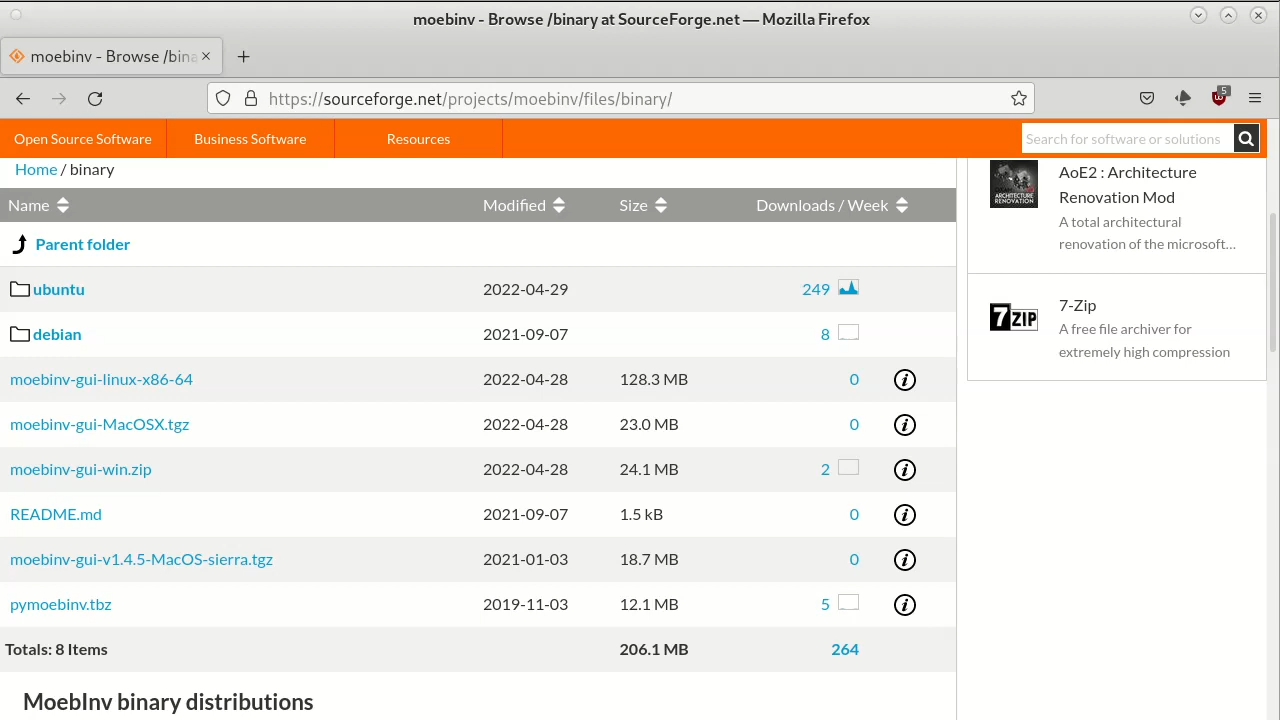 moebinv - Browse /binary at SourceForge.net — Mozilla Firefox
moebinv - Browse /bina
https://sourceforge.net/projects/moebinv/files/binary/
5
Open Source Software Business Software Resources Search for software or solutions
Home / binary
Name Modified Size Downloads / Week
Parent folder
ubuntu 2022-04-29 249
debian 2021-09-07 8
moebinv-gui-linux-x86-64 2022-04-28 128.3 MB 0
moebinv-gui-MacOSX.tgz 2022-04-28 23.0 MB 0
moebinv-gui-win.zip 2022-04-28 24.1 MB 2
README.md 2021-09-07 1.5 kB 0
moebinv-gui-v1.4.5-MacOS-sierra.tgz 2021-01-03 18.7 MB 0
pymoebinv.tbz 2019-11-03 12.1 MB 5
Totals: 8 Items 206.1 MB 264
MoebInv binary distributions
ARCHITECTURE
RENOVATION
AoE2 : Architecture
Renovation Mod
A total architectural
renovation of the microsoft...
7ZIP
7-Zip
A free file archiver for
extremely high compression